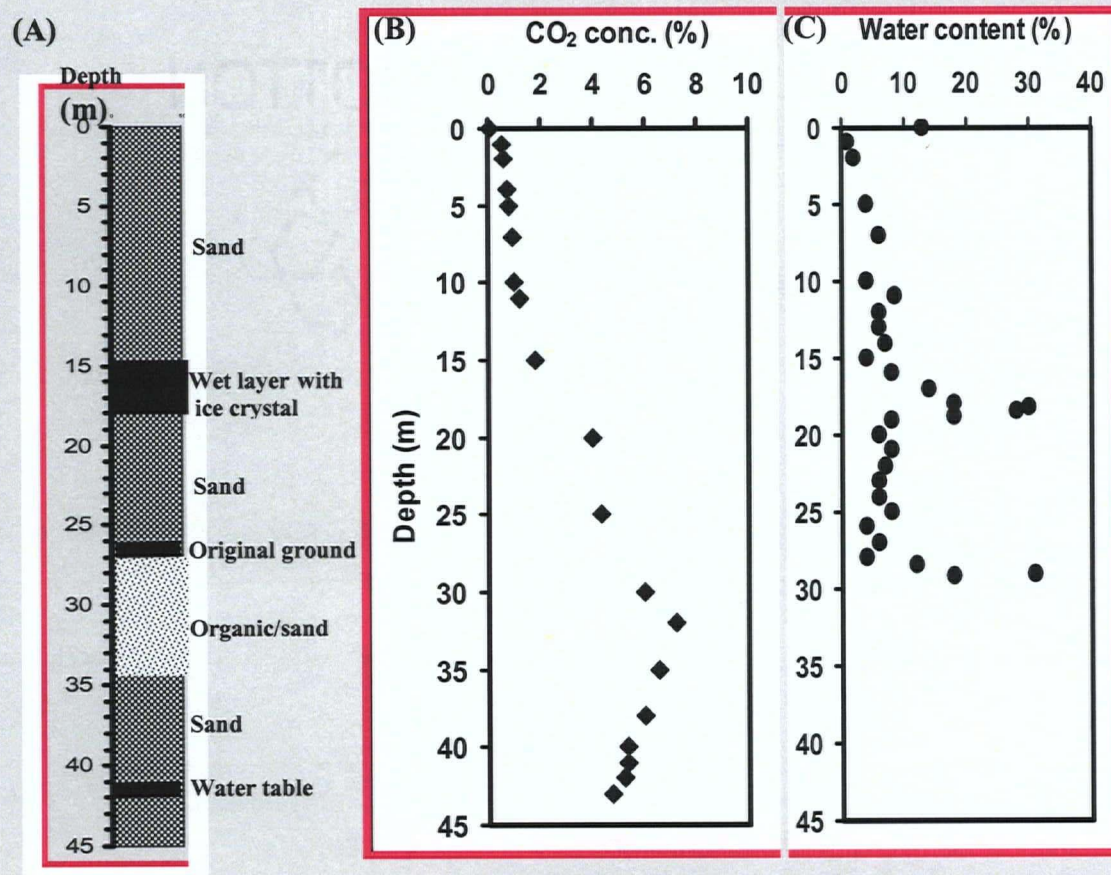 (A)
Depth
(m)
0
5
10
15
20
25
30
35
40
45
Sand
Wet layer with
ice crystal
Sand
Original ground
Organic/sand
Sand
Water table
(B)
CO₂ conc. (%)
0 2 4 6 8 10
Depth (m)
0
5
10
15
20
25
30
35
40
45
(C)
Water content (%)
0 10 20 30 40
0
5
10
15
20
25
30
35
40
45